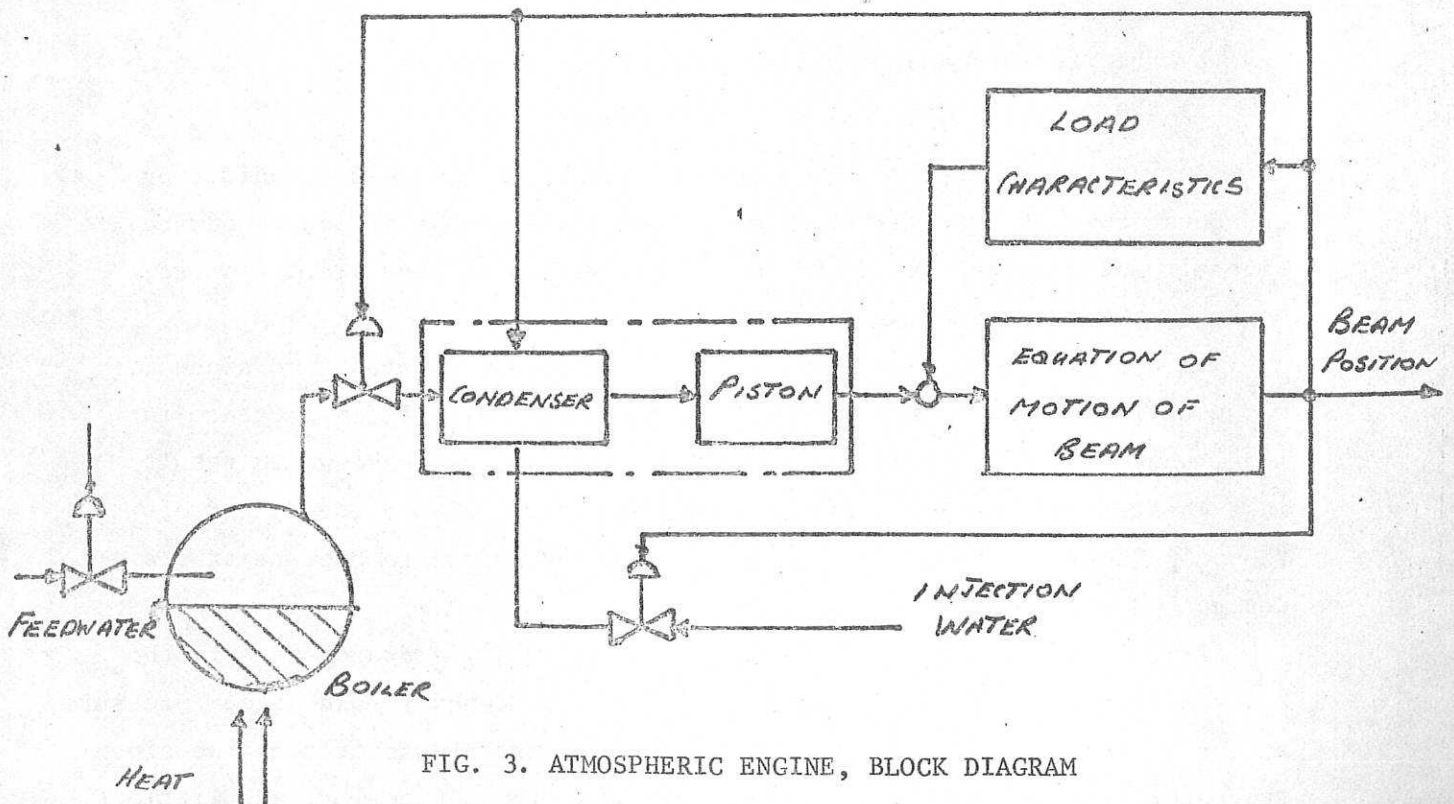 LOAD
CHARACTERISTICS
BEAM
POSITION
EQUATION OF
MOTION OF
BEAM
CONDENSER
PISTON
FEEDWATER
BOILER
INJECTION
WATER
HEAT
FIG. 3. ATMOSPHERIC ENGINE, BLOCK DIAGRAM